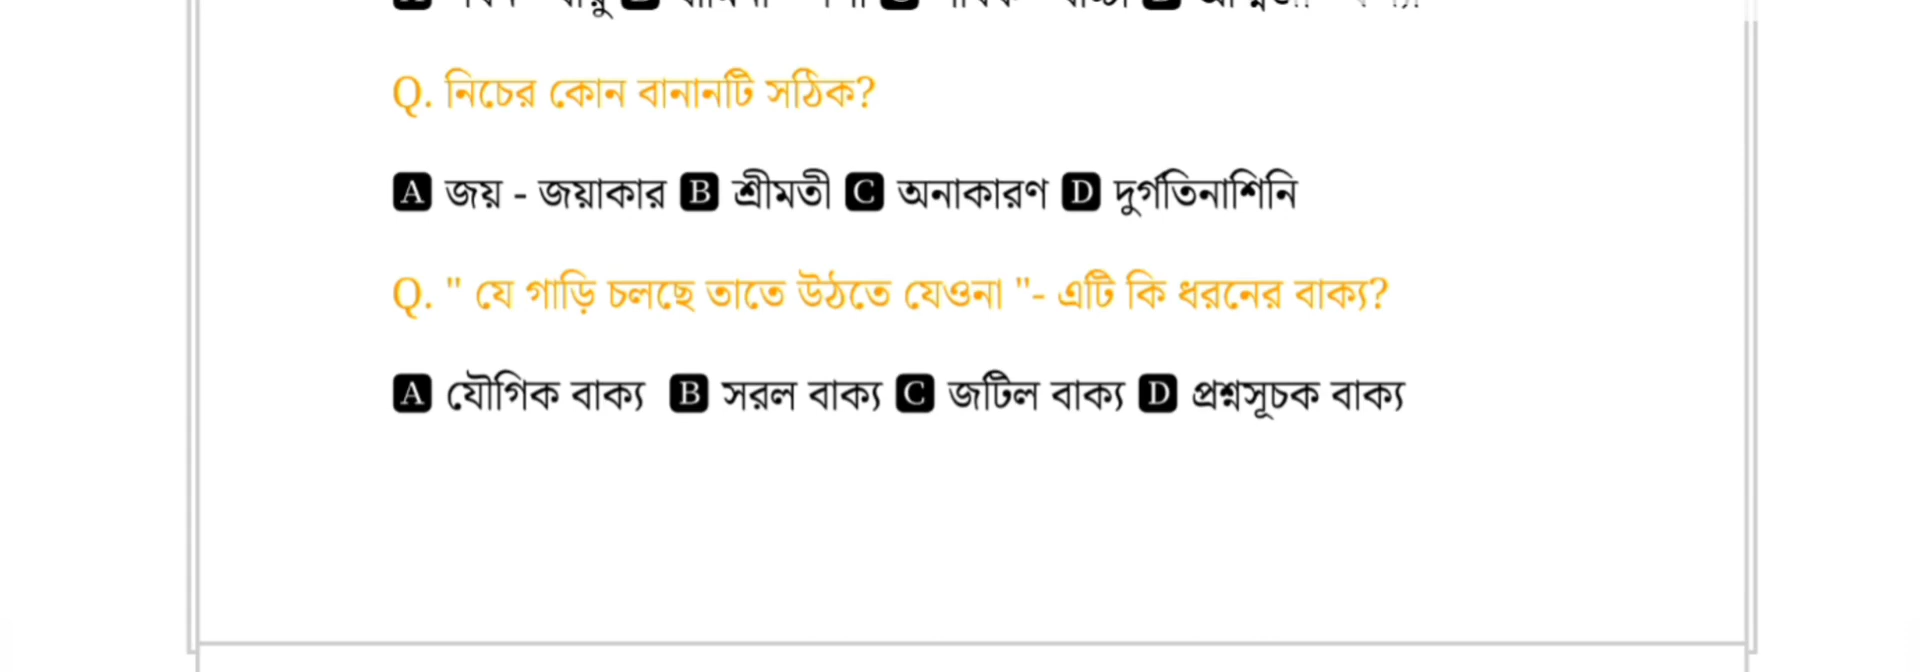 Q. নিচের কোন বানানটি সঠিক?
A জয় - জয়াকার B শ্রীমতী C অনাকারণ D দুর্গতিনাশিনি
Q. " যে গাড়ি চলছে তাতে উঠতে যেওনা "- এটি কি ধরনের বাক্য?
A যৌগিক বাক্য B সরল বাক্য C জটিল বাক্য D প্রশ্নসূচক বাক্য